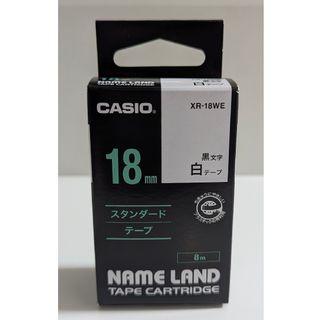 CASIO
XR-18WE
18mm
黒文字
白テープ
スタンダード
テープ
8m
NAME LAND
TAPE CARTRIDGE